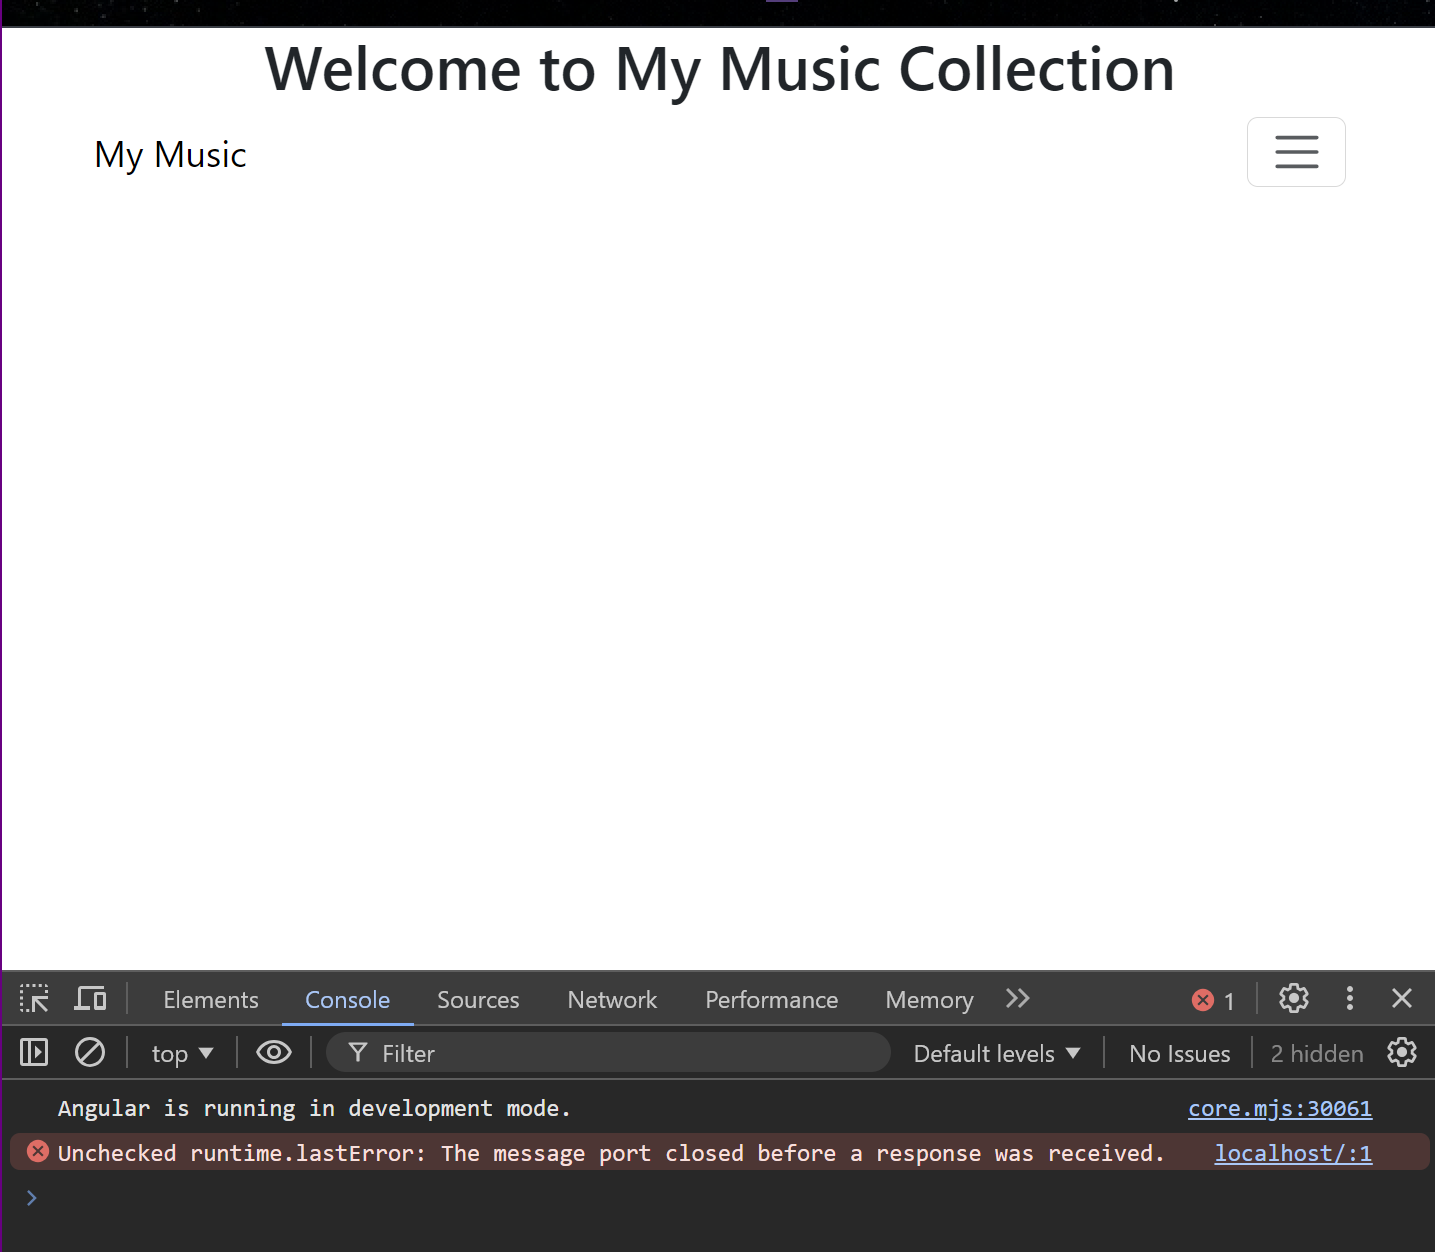 Welcome to My Music Collection
My Music
Elements Console Sources Network Performance Memory 1
top Filter Default levels No Issues 2 hidden
Angular is running in development mode. core.mjs:30061
Unchecked runtime.lastError: The message port closed before a response was received. localhost/:1